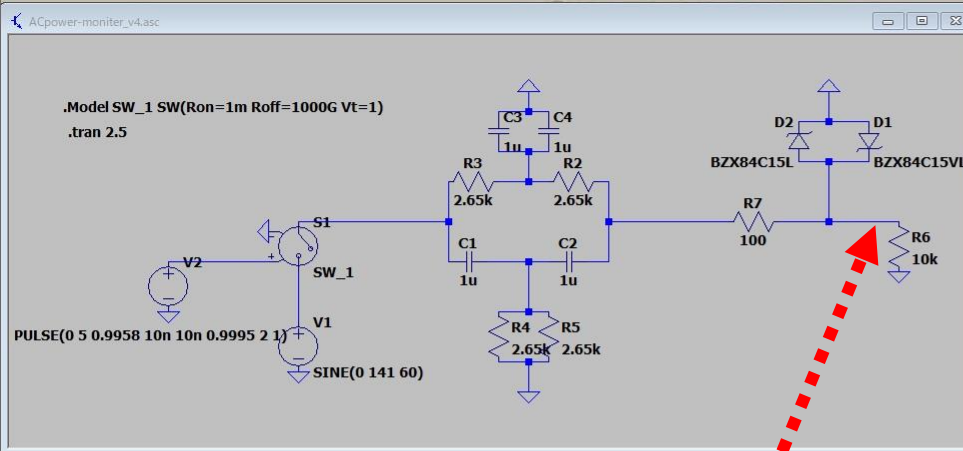 ACpower-moniter_v4.asc
.Model SW_1 SW(Ron=1m Roff=1000G Vt=1)
.tran 2.5
C3
C4
1u
1u
D2
D1
BZX84C15L
BZX84C15VL
R3
R2
2.65k
2.65k
R7
100
S1
SW_1
C1
C2
1u
1u
R6
10k
V2
PULSE(0 5 0.9958 10n 10n 0.9995 2 1)
V1
SINE(0 141 60)
R4
R5
2.65k
2.65k